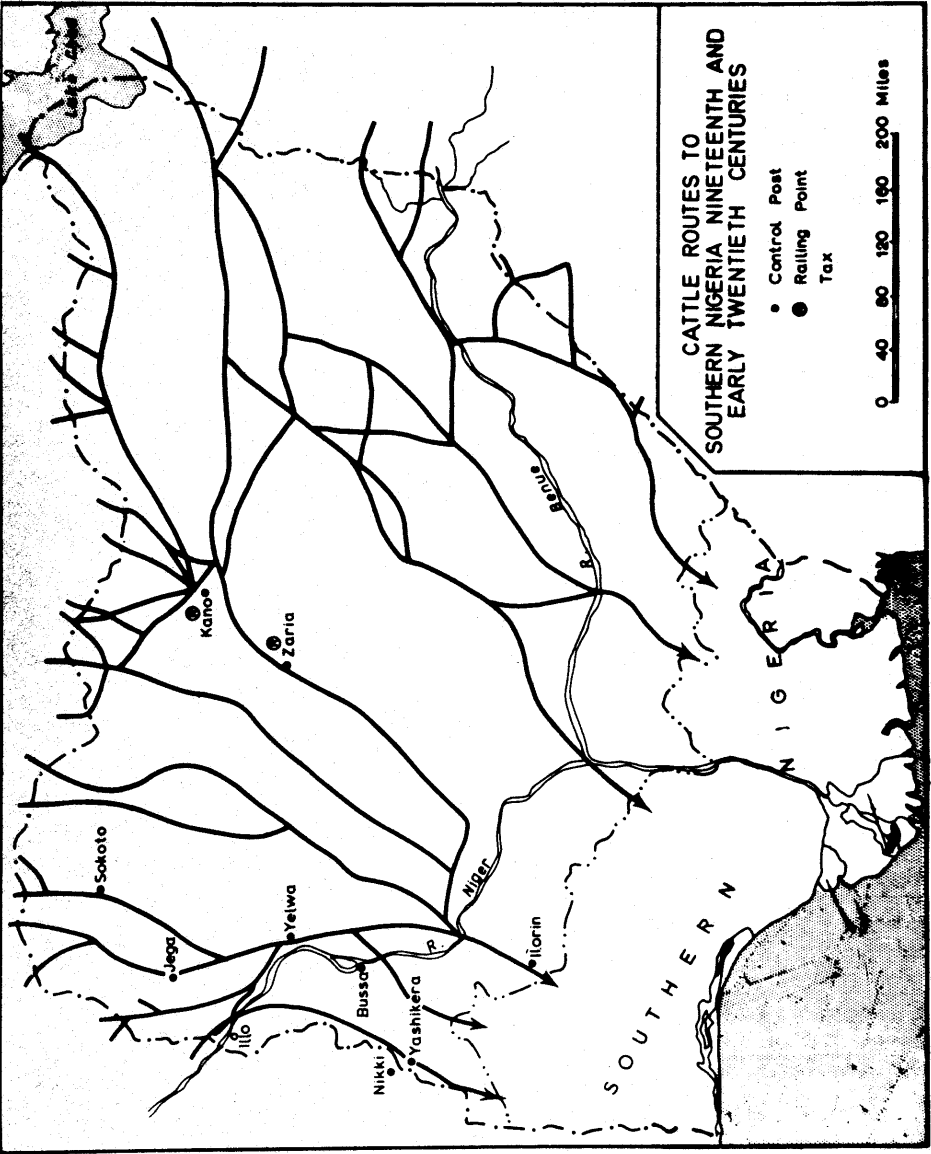 CATTLE ROUTES TO
SOUTHERN NIGERIA NINETEENTH AND
EARLY TWENTIETH CENTURIES
Control Post
R Railing Point
Tax
0 40 80 120 160 200 Miles
Lake Chad
Sokoto
Jega
Yelwa
Illo
Bussa
Nikki
Yashikera
Ilorin
Kano
R
Zaria
R
R. Niger
R. Benue
SOUTHERN NIGERIA